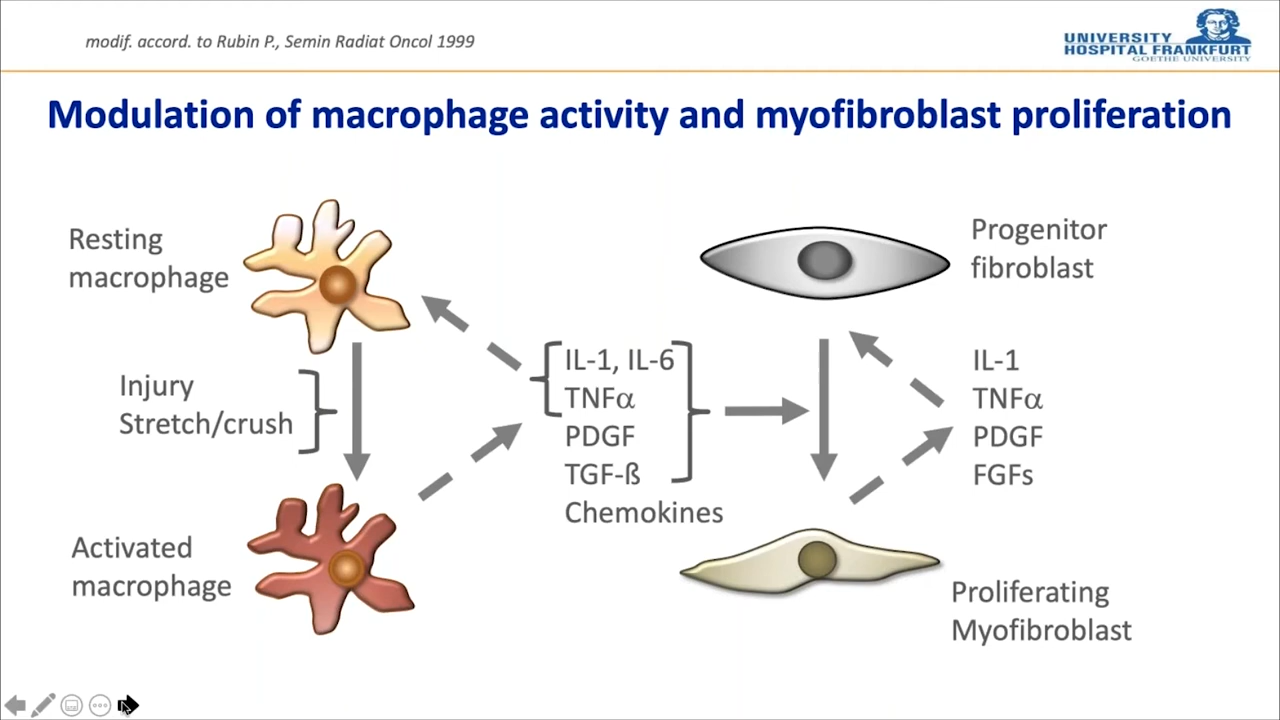 modif. accord. to Rubin P., Semin Radiat Oncol 1999
UNIVERSITY
HOSPITAL FRANKFURT
GOETHE UNIVERSITY
Modulation of macrophage activity and myofibroblast proliferation
Resting
macrophage
Injury
Stretch/crush
Activated
macrophage
IL-1, IL-6
TNFα
PDGF
TGF-ß
Chemokines
Progenitor
fibroblast
IL-1
TNFα
PDGF
FGFs
Proliferating
Myofibroblast